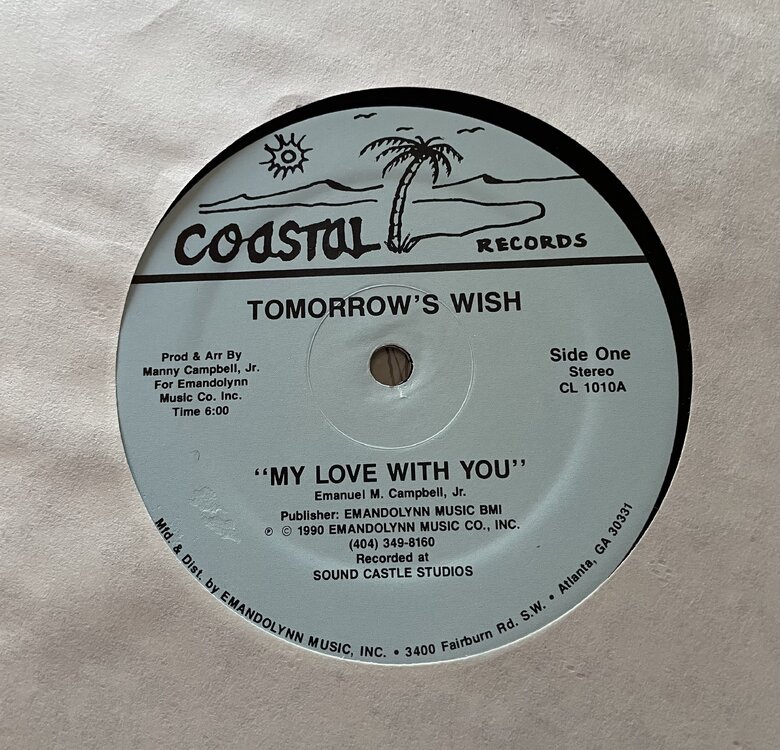 COASTAL RECORDS
TOMORROW'S WISH
Prod & Arr By
Manny Campbell, Jr.
For Emandolynn
Music Co. Inc.
Time 6:00
Side One
Stereo
CL 1010A
"MY LOVE WITH YOU"
Emanuel M. Campbell, Jr.
Publisher: EMANDOLYNN MUSIC BMI
℗ © 1990 EMANDOLYNN MUSIC CO., INC.
(404) 349-8160
Recorded at
SOUND CASTLE STUDIOS
Mfd. & Dist. by EMANDOLYNN MUSIC, INC. • 3400 Fairburn Rd. S.W. • Atlanta, GA 30331